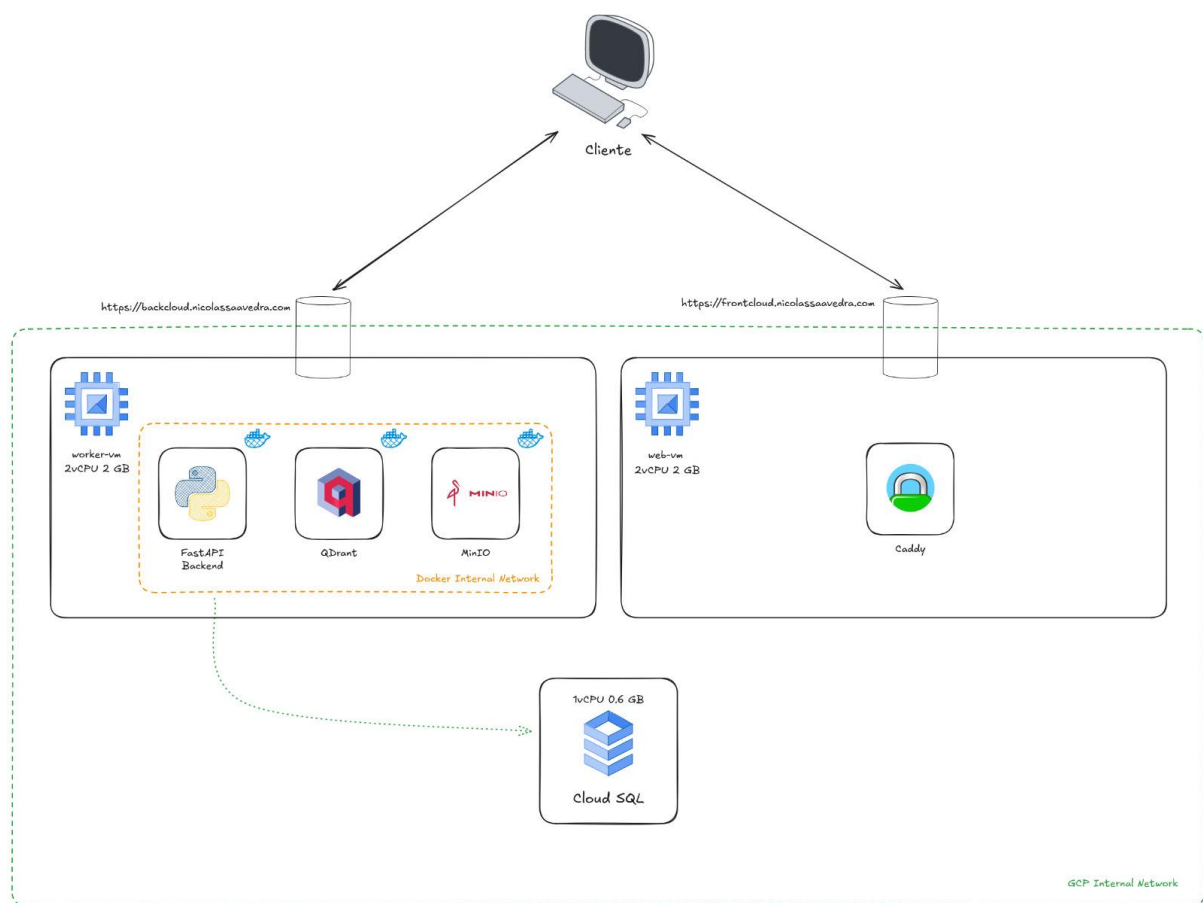 Cliente
https://backcloud.nicolassaavedra.com
https://frontcloud.nicolassaavedra.com
worker-vm
2vCPU 2 GB
FastAPI
Backend
QDrant
MINIO
MinIO
Docker Internal Network
web-vm
2vCPU 2 GB
Caddy
1vCPU 0.6 GB
Cloud SQL
GCP Internal Network